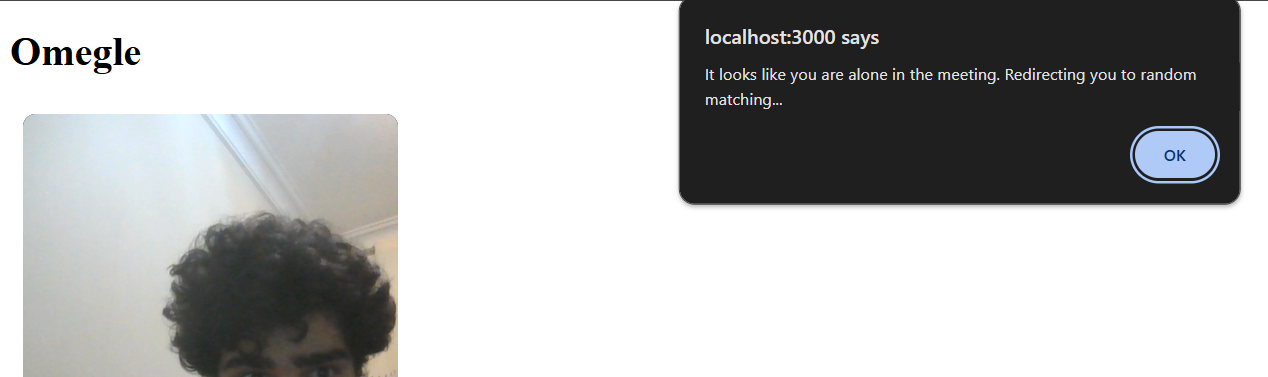 Omegle
localhost:3000 says
It looks like you are alone in the meeting. Redirecting you to random
matching...
OK